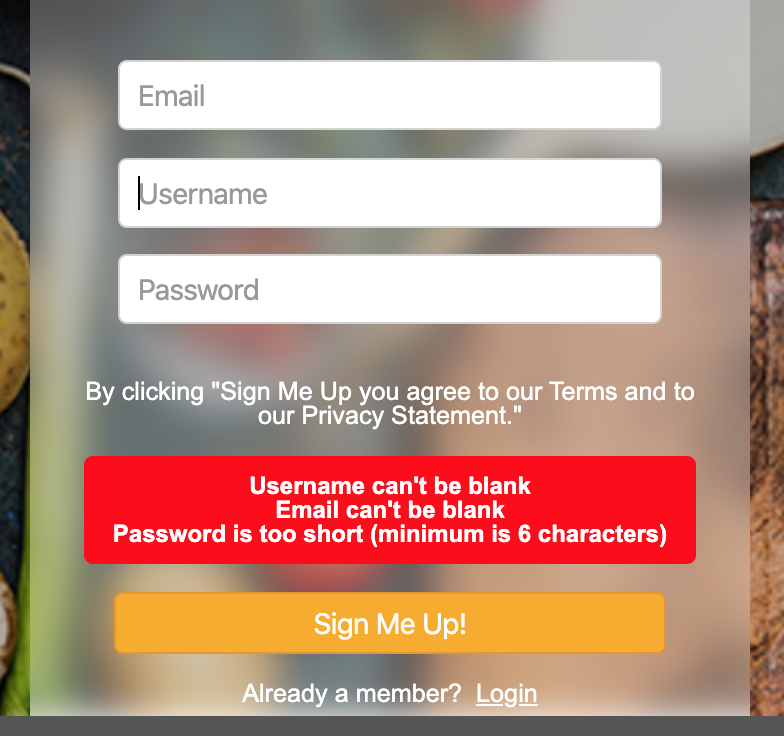 Email
Username
Password
By clicking "Sign Me Up you agree to our Terms and to
our Privacy Statement."
Username can't be blank
Email can't be blank
Password is too short (minimum is 6 characters)
Sign Me Up!
Already a member? Login